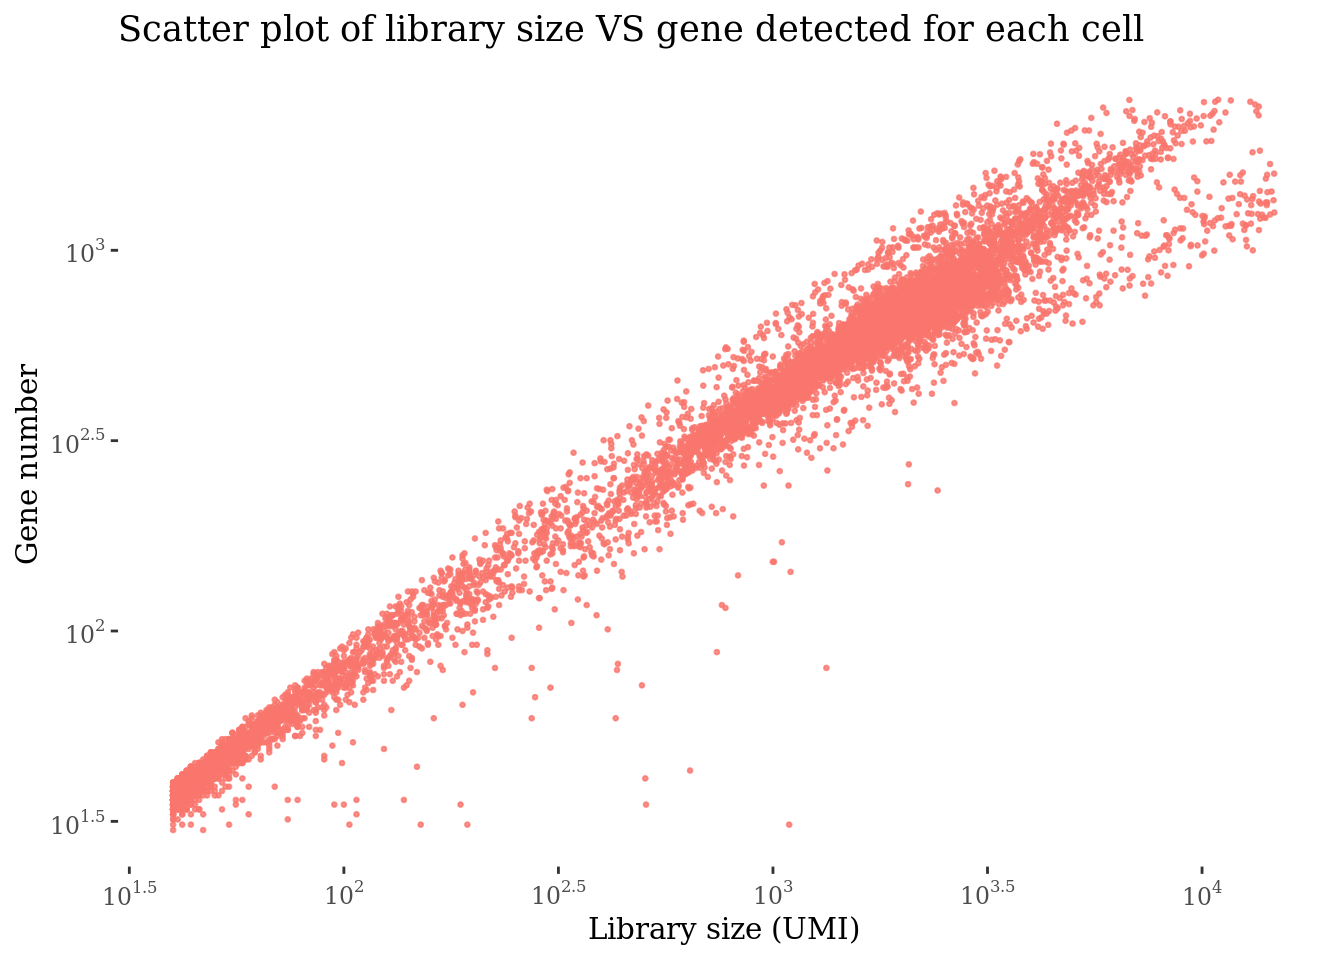 Scatter plot of library size VS gene detected for each cell
Gene number
10^3
10^2.5
10^2
10^1.5
10^1.5 10^2 10^2.5 10^3 10^3.5 10^4
Library size (UMI)